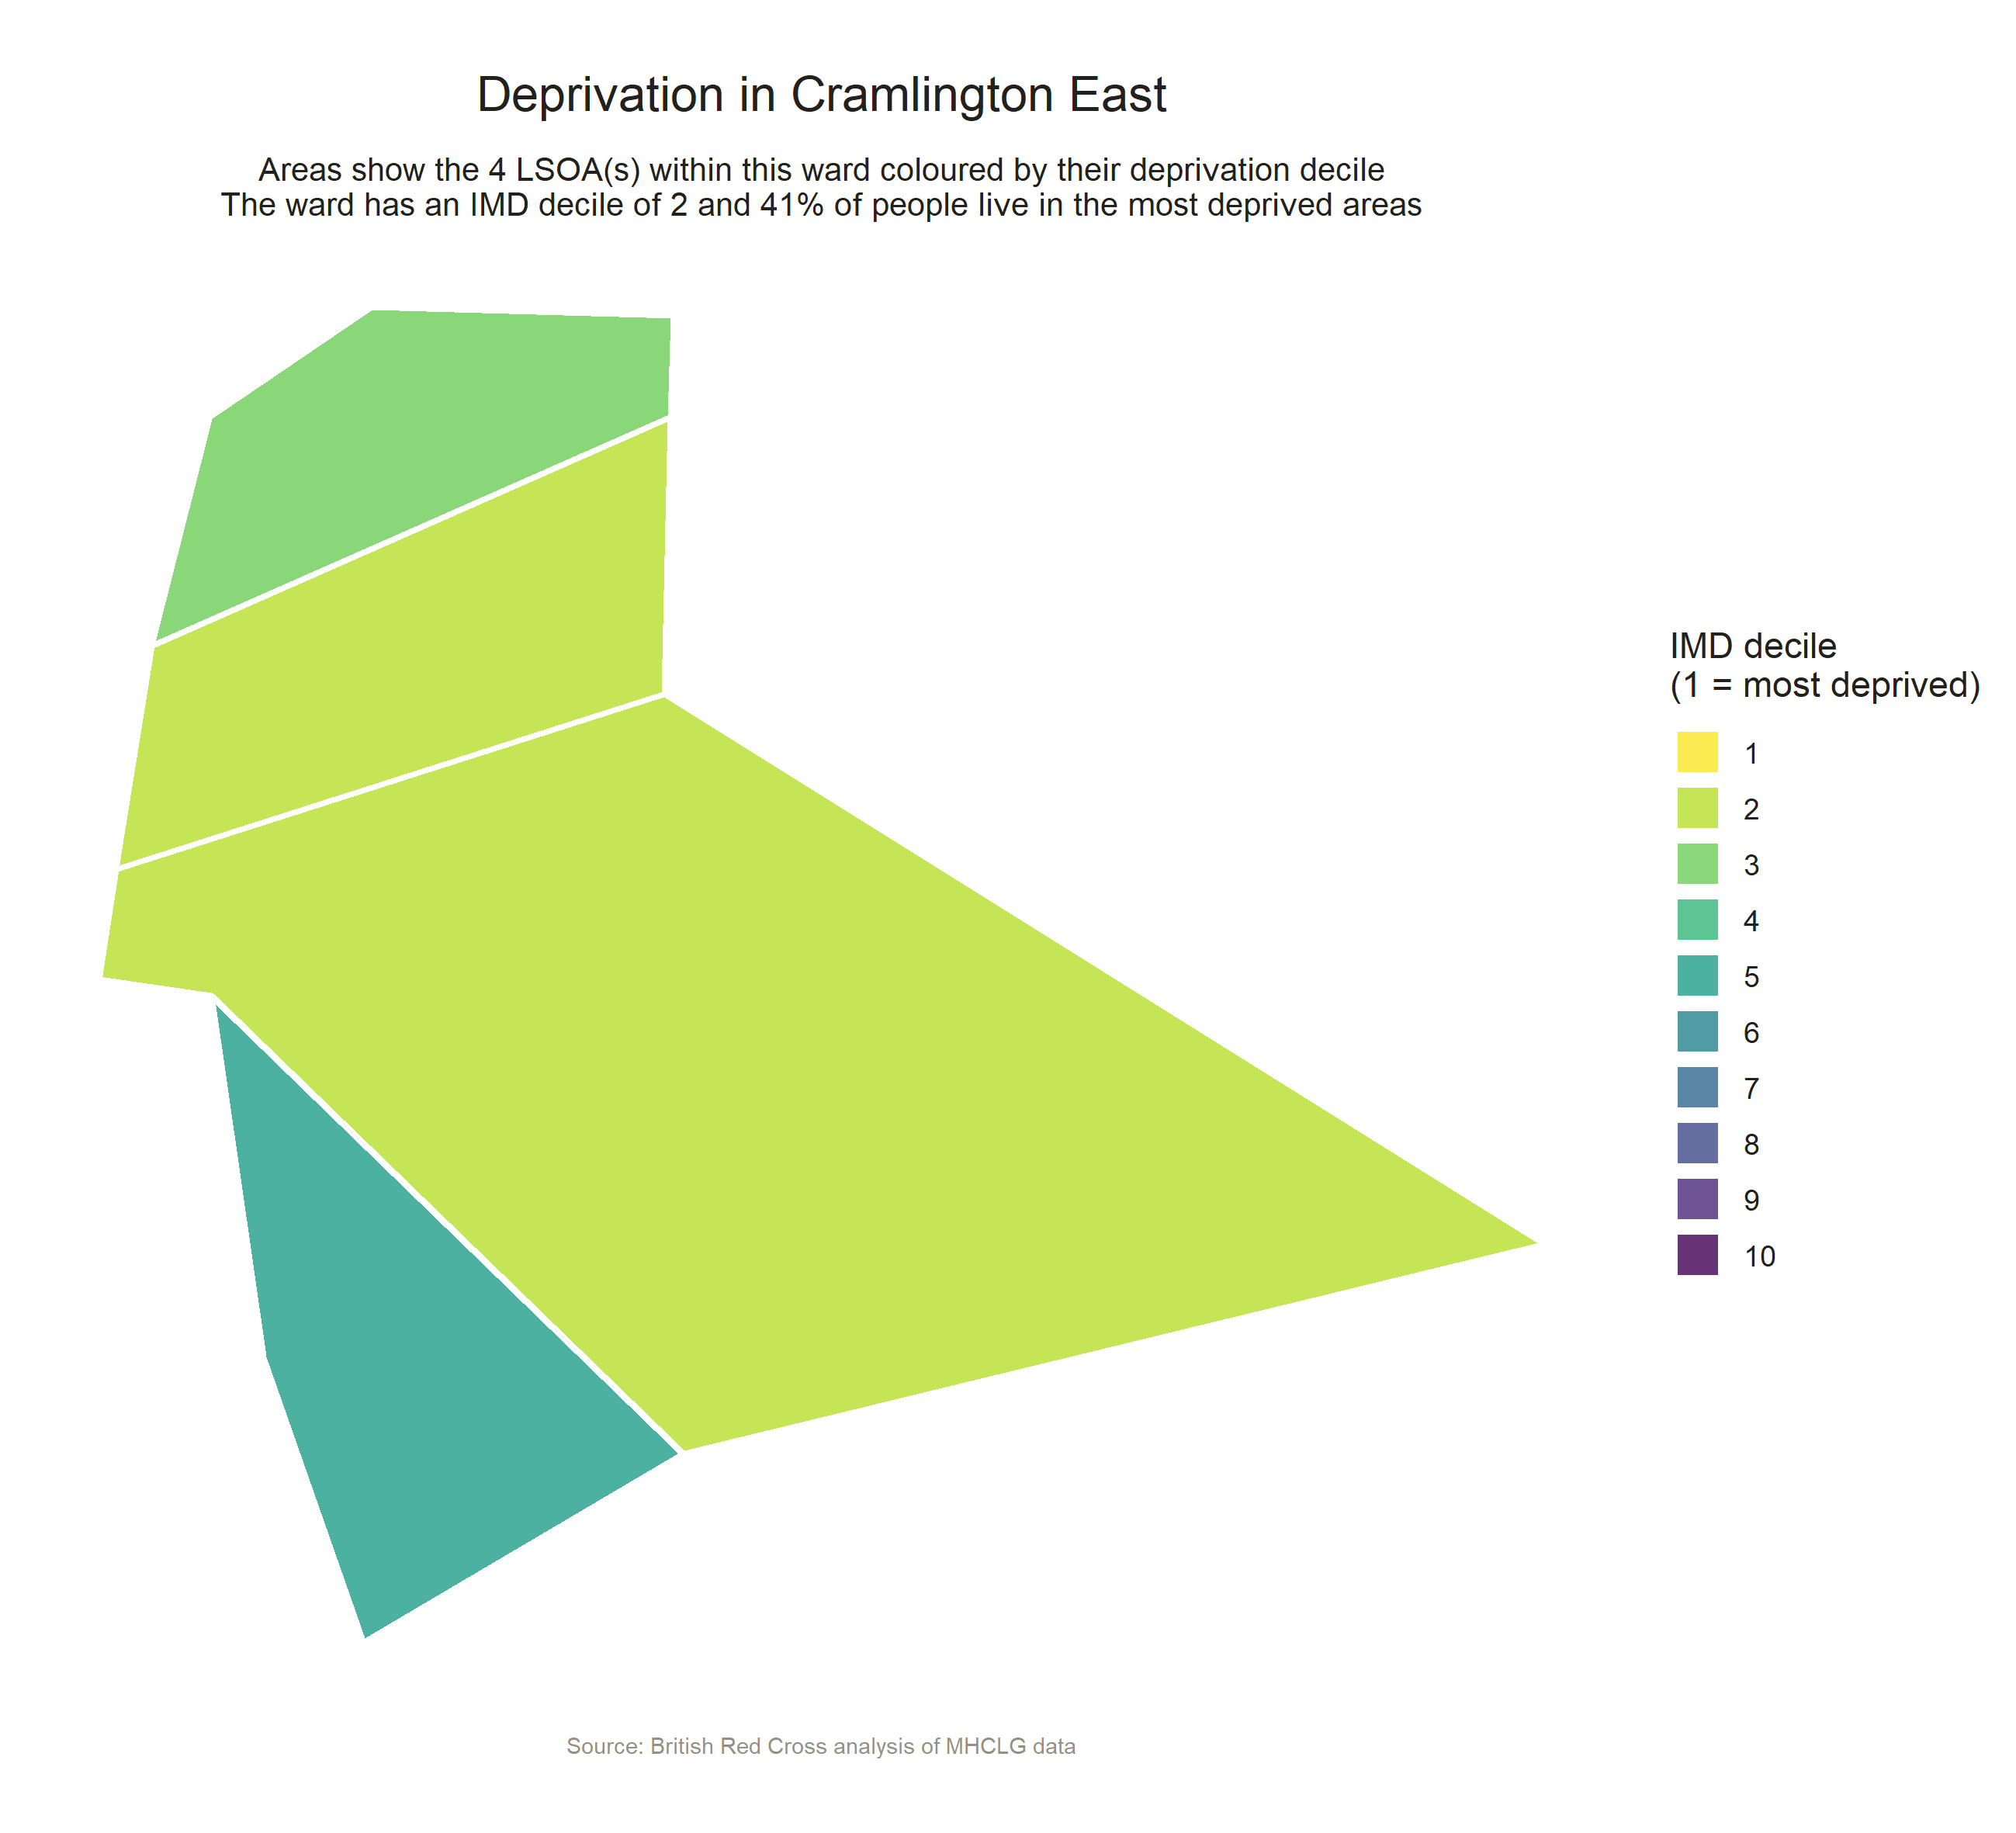 Deprivation in Cramlington East
Areas show the 4 LSOA(s) within this ward coloured by their deprivation decile
The ward has an IMD decile of 2 and 41% of people live in the most deprived areas
IMD decile
(1 = most deprived)
1
2
3
4
5
6
7
8
9
10
Source: British Red Cross analysis of MHCLG data